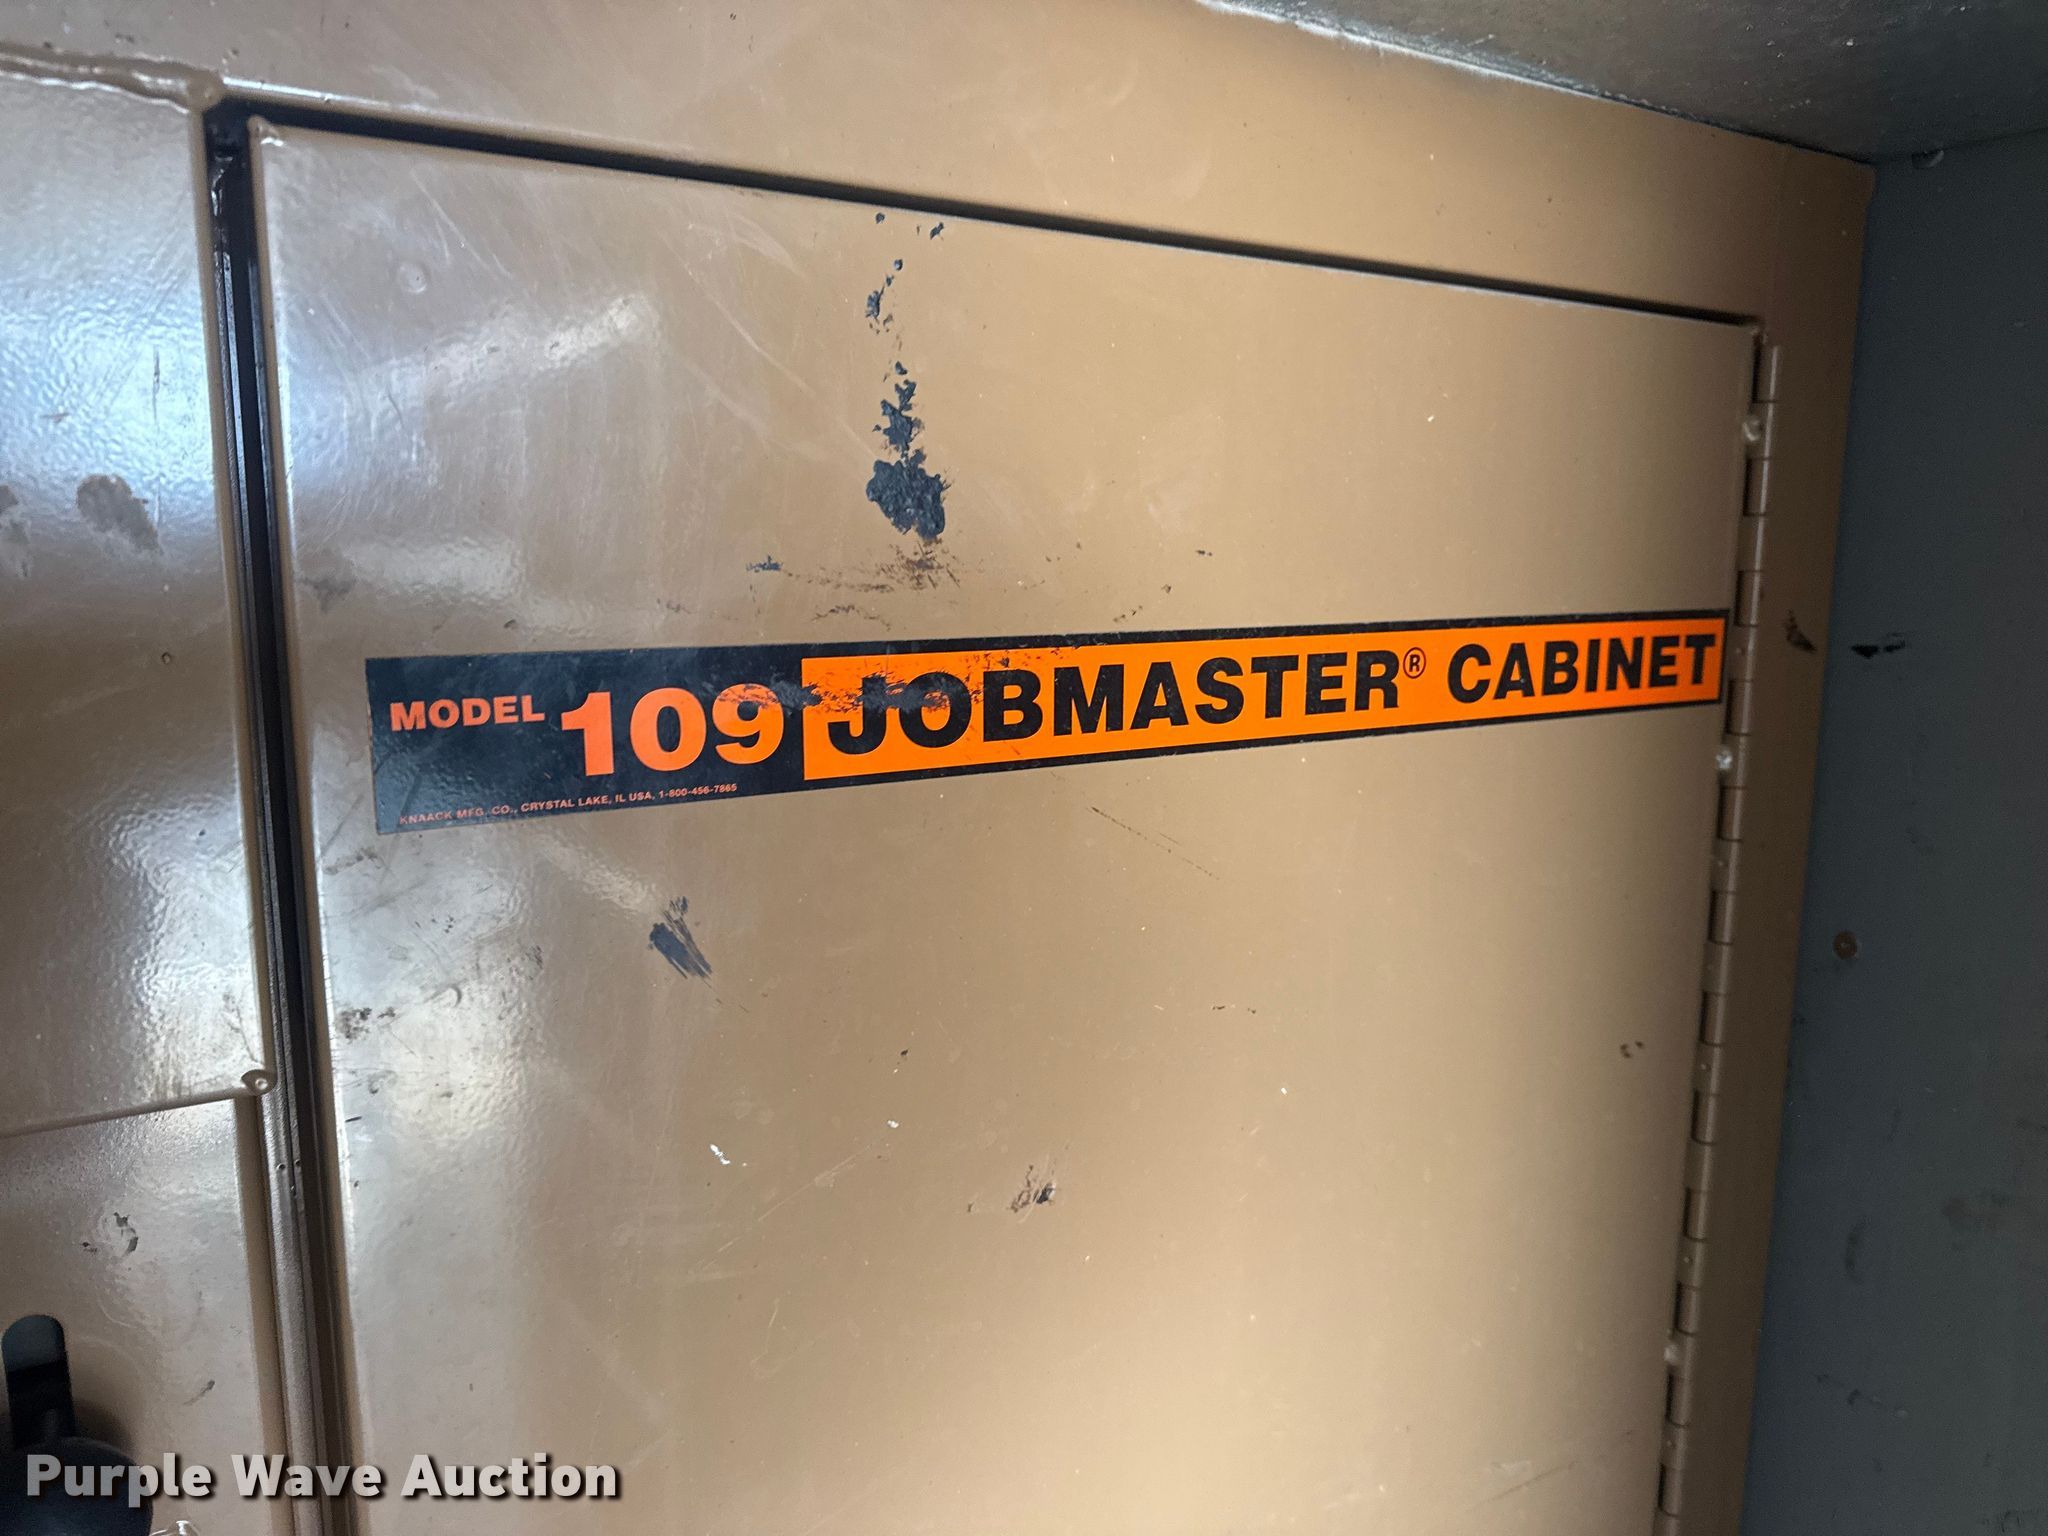 MODEL 109 JOBMASTER® CABINET
KNAACK MFG. CO., CRYSTAL LAKE, IL USA, 1-800-456-7865
Purple Wave Auction